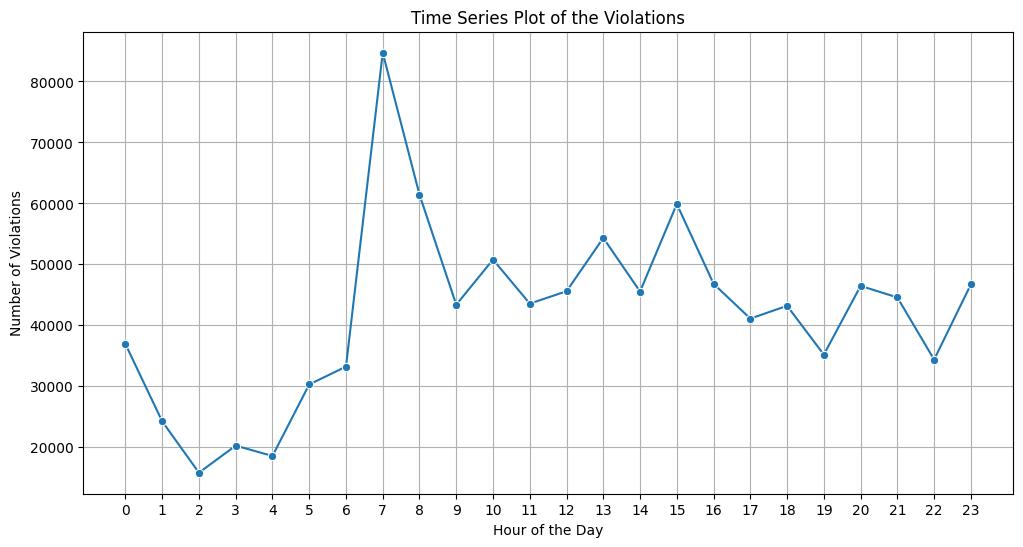 Time Series Plot of the Violations
Number of Violations
80000
70000
60000
50000
40000
30000
20000
0 1 2 3 4 5 6 7 8 9 10 11 12 13 14 15 16 17 18 19 20 21 22 23
Hour of the Day